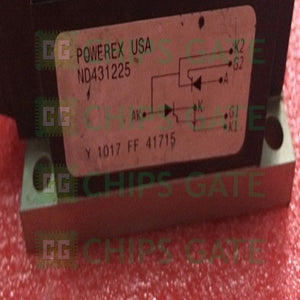 POWEREX USA
ND431225
K2
G2
A
AK
K
G1
K1
Y 1017 FF 41715
CHIPS GATE
CHIPS GATE
CHIPS GATE
CHIPS GATE